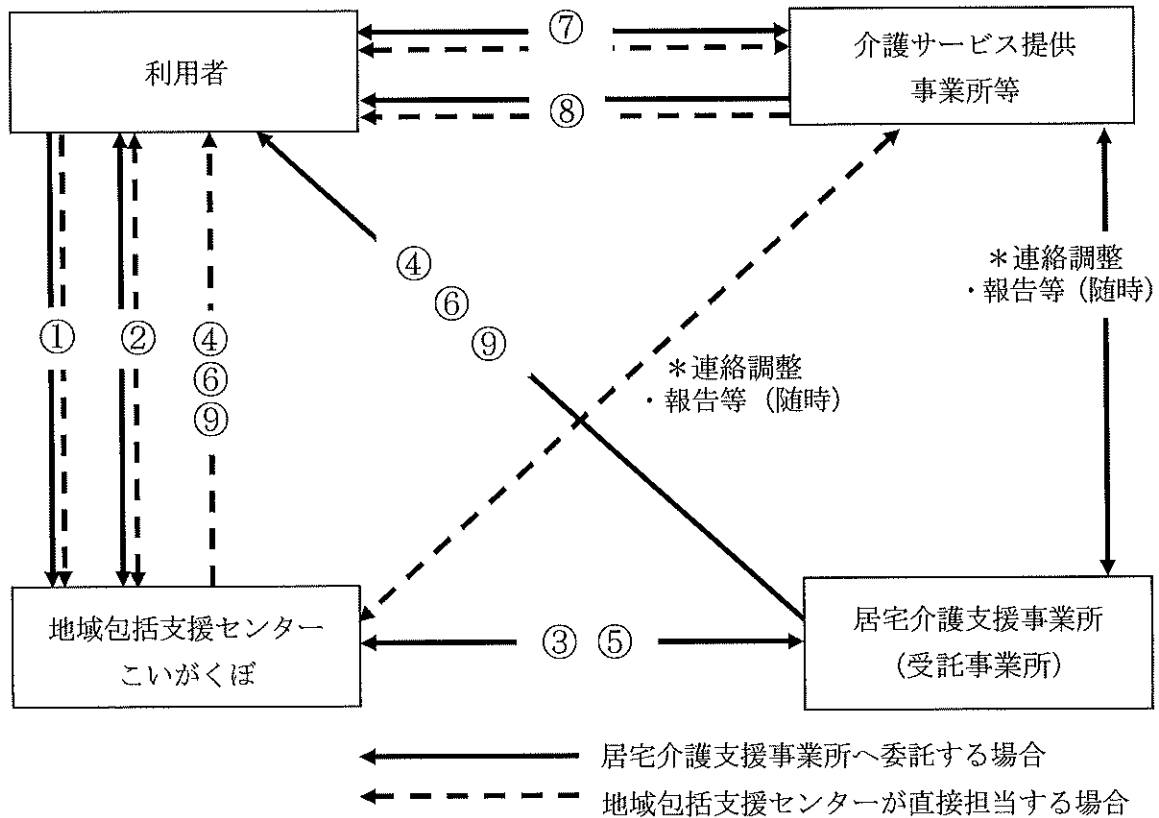 利用者
⑦
⑧
介護サービス提供
事業所等
①
②
④
⑥
⑨
④
⑥
⑨
＊連絡調整
・報告等（随時）
＊連絡調整
・報告等（随時）
地域包括支援センター
こいがくぼ
③ ⑤
居宅介護支援事業所
(受託事業所)
居宅介護支援事業所へ委託する場合
地域包括支援センターが直接担当する場合